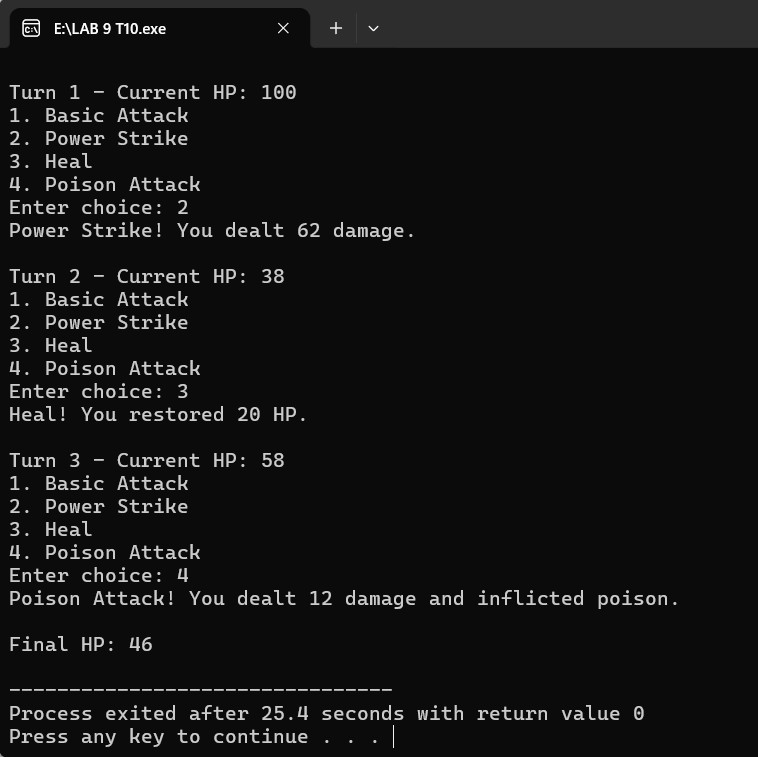 E:\LAB 9 T10.exe
Turn 1 - Current HP: 100
1. Basic Attack
2. Power Strike
3. Heal
4. Poison Attack
Enter choice: 2
Power Strike! You dealt 62 damage.
Turn 2 - Current HP: 38
1. Basic Attack
2. Power Strike
3. Heal
4. Poison Attack
Enter choice: 3
Heal! You restored 20 HP.
Turn 3 - Current HP: 58
1. Basic Attack
2. Power Strike
3. Heal
4. Poison Attack
Enter choice: 4
Poison Attack! You dealt 12 damage and inflicted poison.
Final HP: 46
--------------------------------
Process exited after 25.4 seconds with return value 0
Press any key to continue . . .